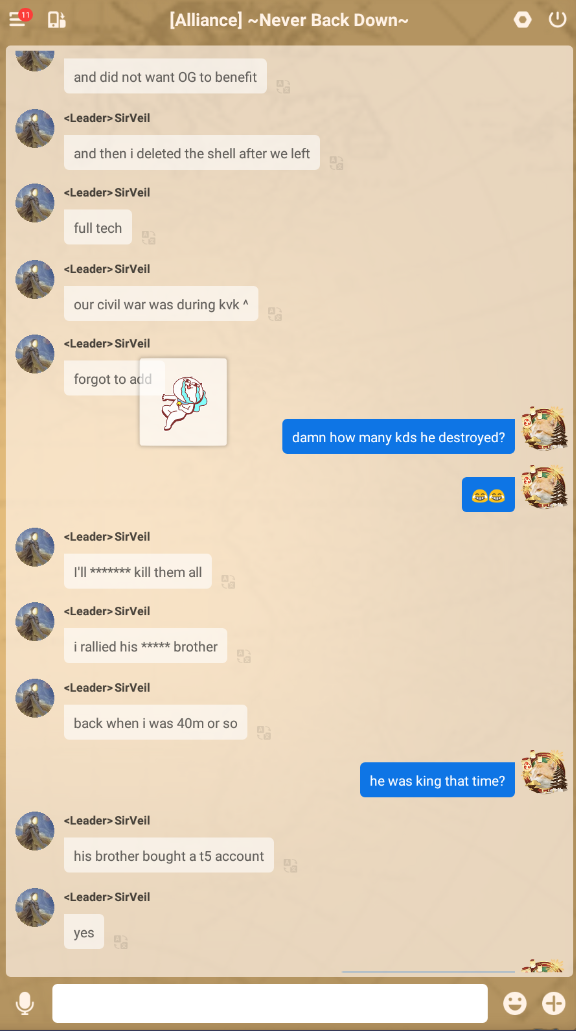 11
[Alliance] ~Never Back Down~
and did not want OG to benefit
<Leader> SirVeil
and then i deleted the shell after we left
<Leader> SirVeil
full tech
<Leader> SirVeil
our civil war was during kvk ^
<Leader> SirVeil
forgot to add
damn how many kds he destroyed?
😂😂
<Leader> SirVeil
I'll ******* kill them all
<Leader> SirVeil
i rallied his ***** brother
<Leader> SirVeil
back when i was 40m or so
he was king that time?
<Leader> SirVeil
his brother bought a t5 account
<Leader> SirVeil
yes